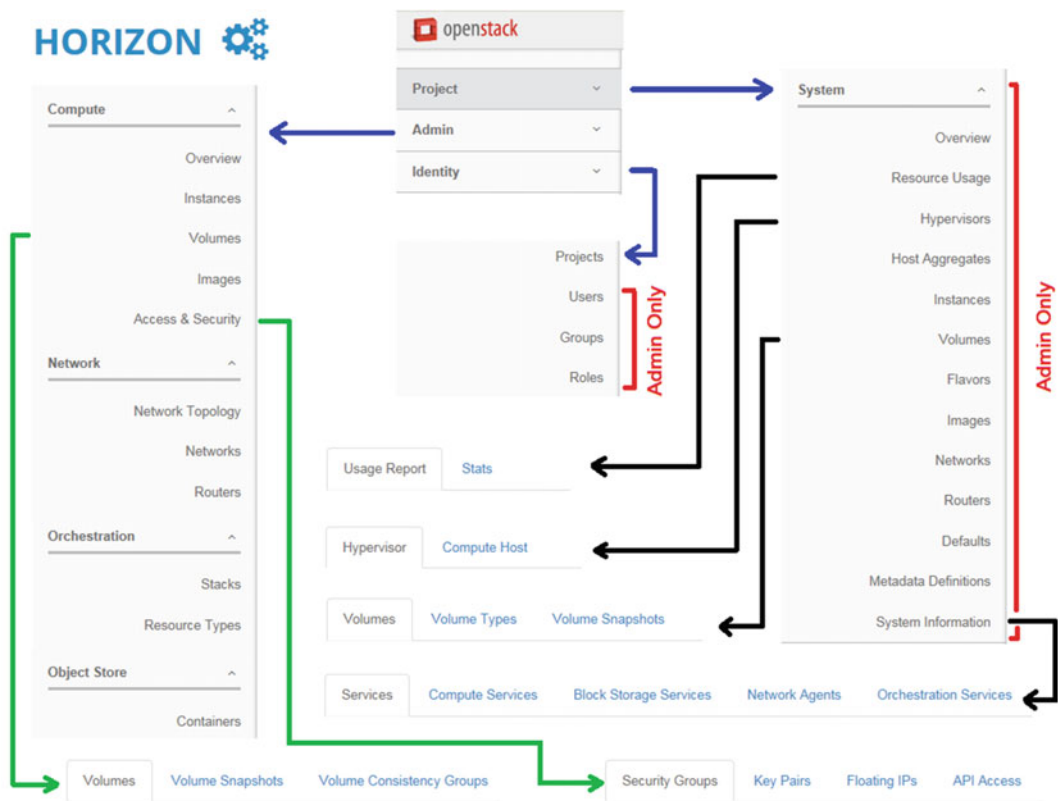 HORIZON
openstack
Project
Admin
Identity
Compute
Overview
Instances
Volumes
Images
Access & Security
Network
Network Topology
Networks
Routers
Orchestration
Stacks
Resource Types
Object Store
Containers
Projects
Users
Groups
Roles
Admin Only
System
Overview
Resource Usage
Hypervisors
Host Aggregates
Instances
Volumes
Flavors
Images
Networks
Routers
Defaults
Metadata Definitions
System Information
Admin Only
Usage Report Stats
Hypervisor Compute Host
Volumes Volume Types Volume Snapshots
Services Compute Services Block Storage Services Network Agents Orchestration Services
Volumes Volume Snapshots Volume Consistency Groups
Security Groups Key Pairs Floating IPs API Access